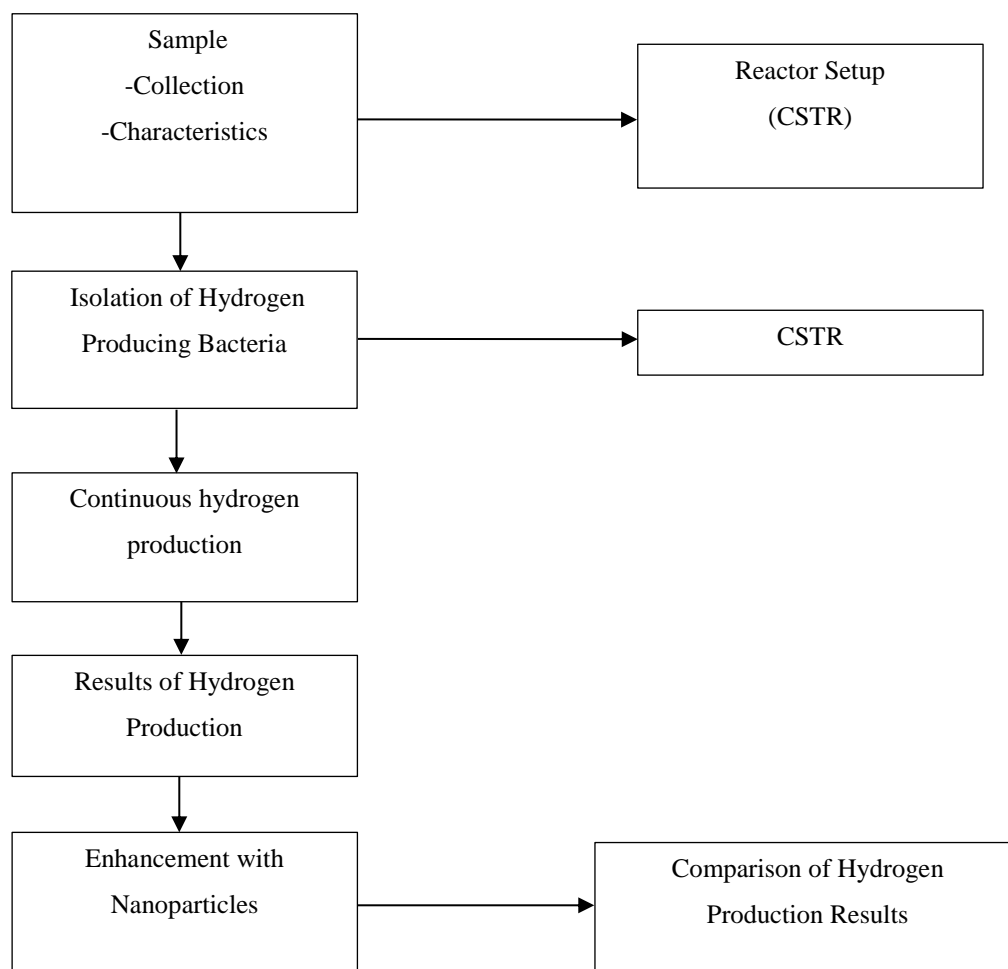 Sample
-Collection
-Characteristics
Reactor Setup
(CSTR)
Isolation of Hydrogen
Producing Bacteria
CSTR
Continuous hydrogen
production
Results of Hydrogen
Production
Enhancement with
Nanoparticles
Comparison of Hydrogen
Production Results